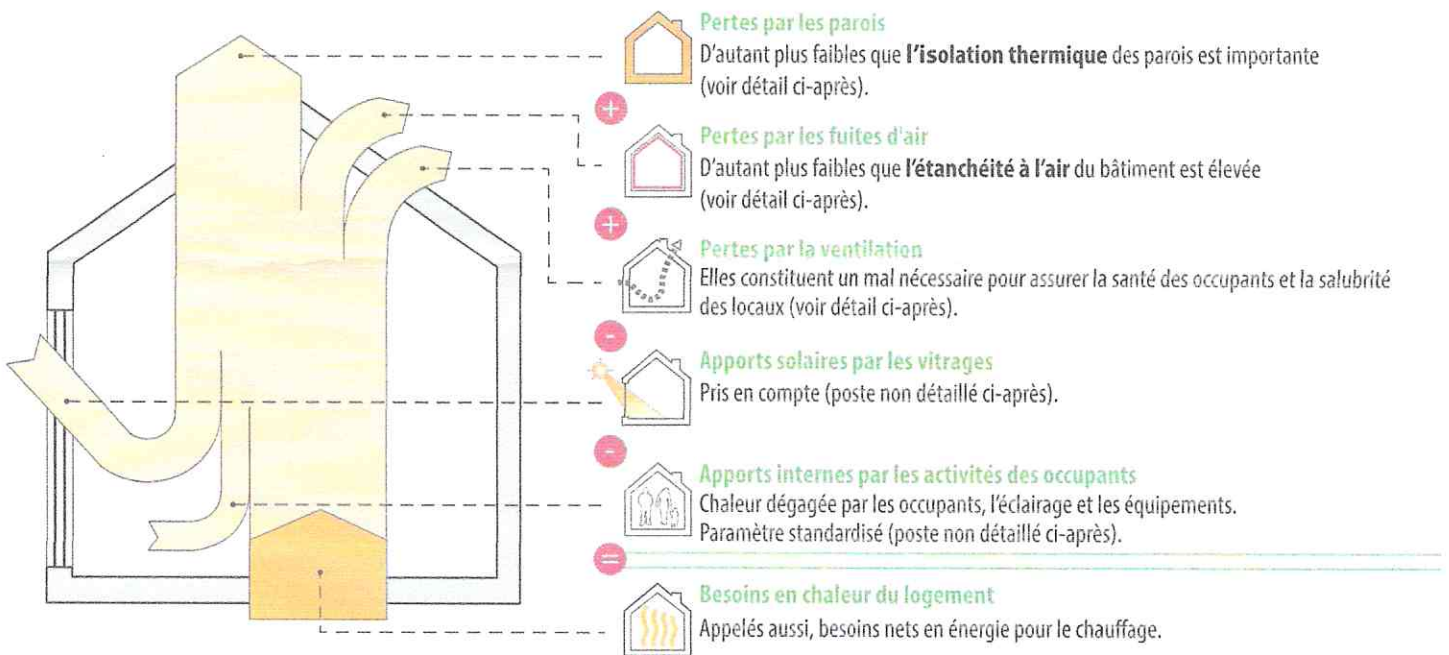 Pertes par les parois
D'autant plus faibles que l'isolation thermique des parois est importante
(voir détail ci-après).
+
Pertes par les fuites d'air
D'autant plus faibles que l'étanchéité à l'air du bâtiment est élevée
(voir détail ci-après).
+
Pertes par la ventilation
Elles constituent un mal nécessaire pour assurer la santé des occupants et la salubrité
des locaux (voir détail ci-après).
-
Apports solaires par les vitrages
Pris en compte (poste non détaillé ci-après).
-
Apports internes par les activités des occupants
Chaleur dégagée par les occupants, l'éclairage et les équipements.
Paramètre standardisé (poste non détaillé ci-après).
=
Besoins en chaleur du logement
Appelés aussi, besoins nets en énergie pour le chauffage.